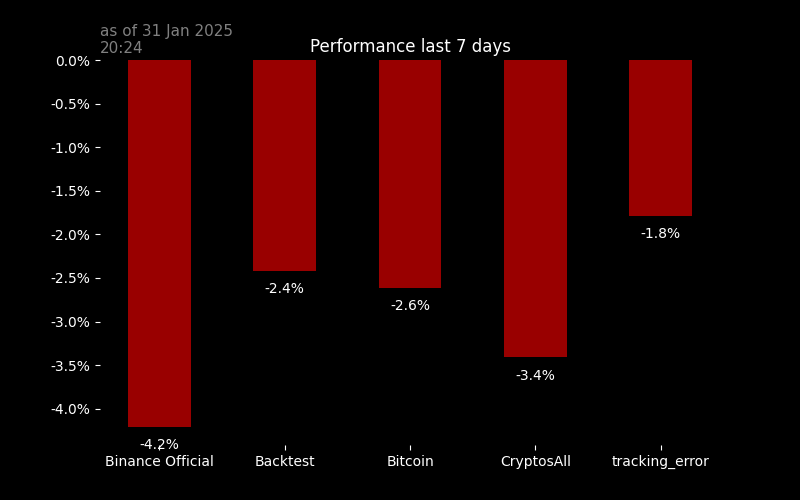 as of 31 Jan 2025
20:24
Performance last 7 days
0.0%
-0.5%
-1.0%
-1.5%
-2.0%
-2.5%
-3.0%
-3.5%
-4.0%
-4.2%
-2.4%
-2.6%
-3.4%
-1.8%
Binance Official
Backtest
Bitcoin
CryptosAll
tracking_error